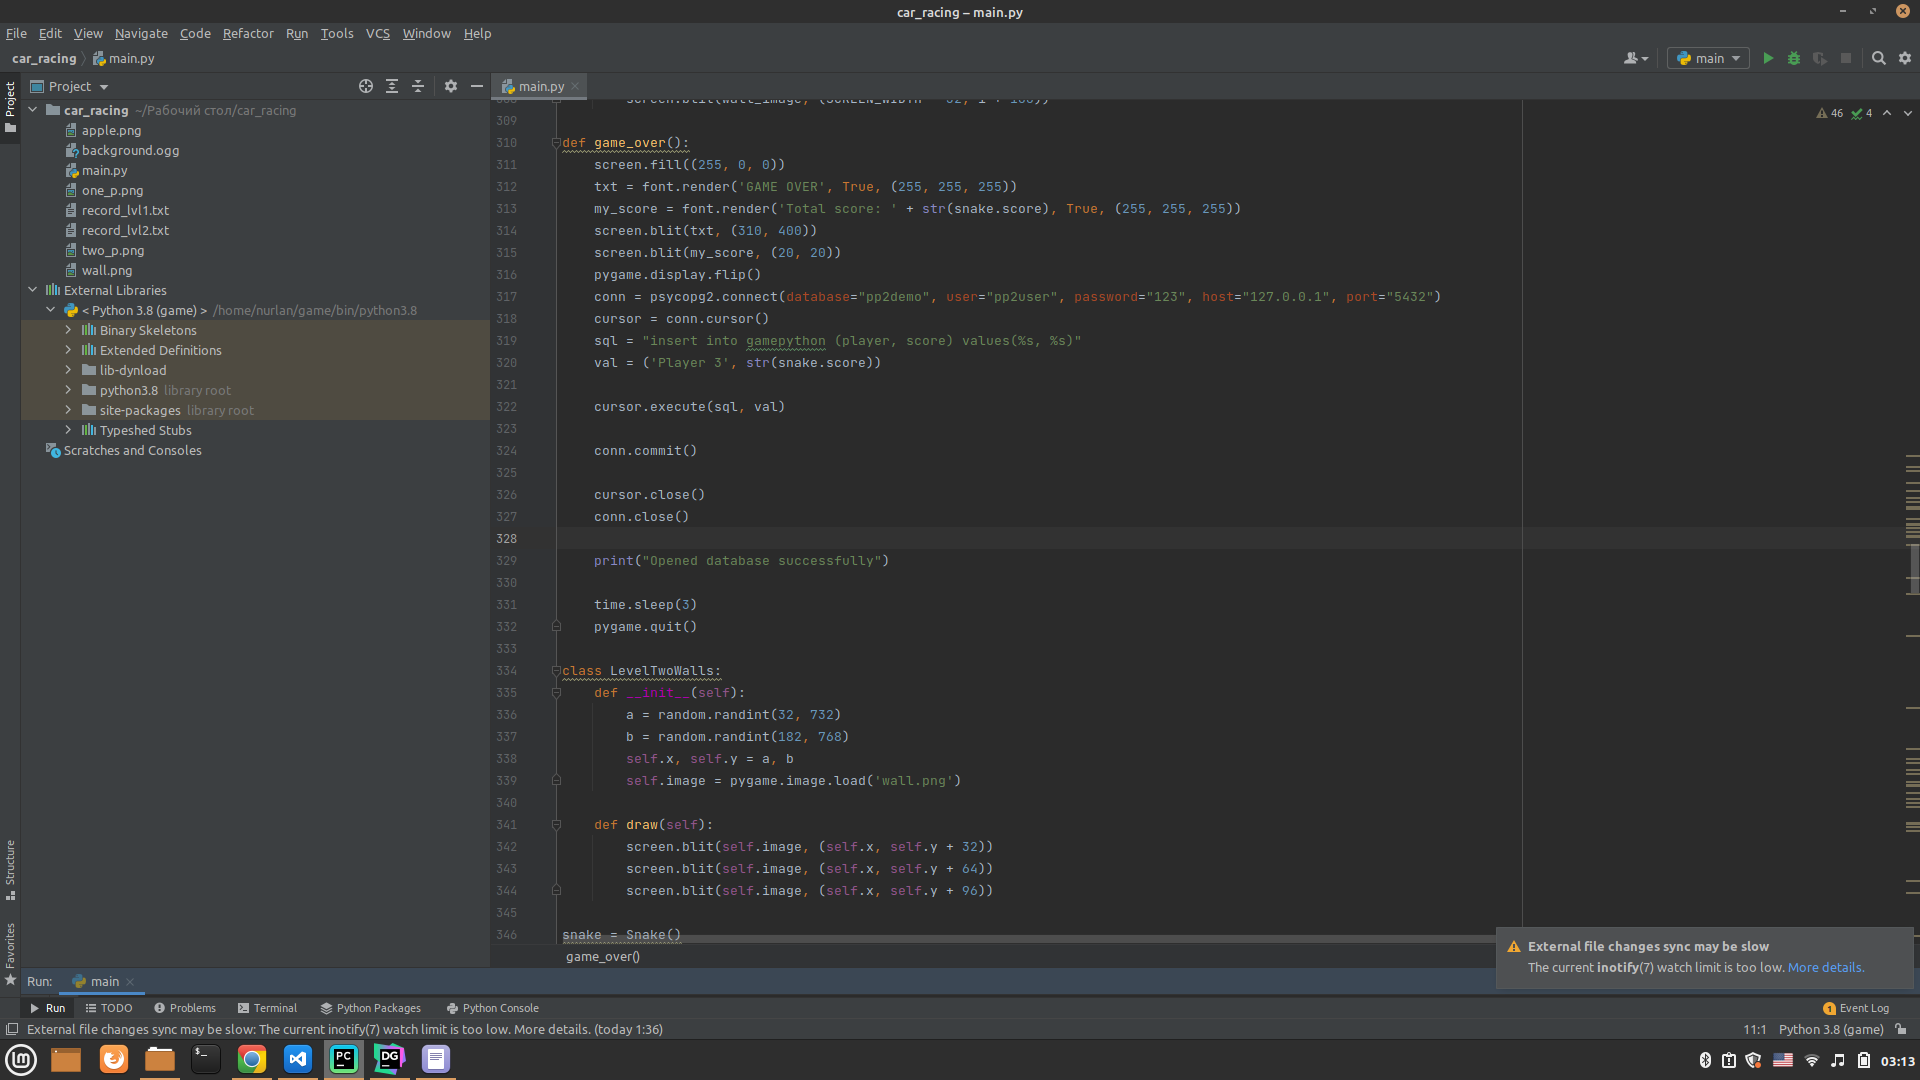 car_racing – main.py
File Edit View Navigate Code Refactor Run Tools VCS Window Help
car_racing main.py
main
Project
Project
main.py
car_racing ~/Рабочий стол/car_racing
apple.png
background.ogg
main.py
one_p.png
record_lvl1.txt
record_lvl2.txt
two_p.png
wall.png
External Libraries
< Python 3.8 (game) > /home/nurlan/game/bin/python3.8
Binary Skeletons
Extended Definitions
lib-dynload
python3.8 library root
site-packages library root
Typeshed Stubs
Scratches and Consoles
46 4
308 screen.blit(wall_image, (SCREEN_WIDTH - 32, i + 100))
309
310 def game_over():
311 screen.fill((255, 0, 0))
312 txt = font.render('GAME OVER', True, (255, 255, 255))
313 my_score = font.render('Total score: ' + str(snake.score), True, (255, 255, 255))
314 screen.blit(txt, (310, 400))
315 screen.blit(my_score, (20, 20))
316 pygame.display.flip()
317 conn = psycopg2.connect(database="pp2demo", user="pp2user", password="123", host="127.0.0.1", port="5432")
318 cursor = conn.cursor()
319 sql = "insert into gamepython (player, score) values(%s, %s)"
320 val = ('Player 3', str(snake.score))
321
322 cursor.execute(sql, val)
323
324 conn.commit()
325
326 cursor.close()
327 conn.close()
328
329 print("Opened database successfully")
330
331 time.sleep(3)
332 pygame.quit()
333
334 class LevelTwoWalls:
335 def __init__(self):
336 a = random.randint(32, 732)
337 b = random.randint(182, 768)
338 self.x, self.y = a, b
339 self.image = pygame.image.load('wall.png')
340
341 def draw(self):
342 screen.blit(self.image, (self.x, self.y + 32))
343 screen.blit(self.image, (self.x, self.y + 64))
344 screen.blit(self.image, (self.x, self.y + 96))
345
346 snake = Snake()
game_over()
Structure
Favorites
External file changes sync may be slow
The current inotify(7) watch limit is too low. More details.
Run: main
Run TODO Problems Terminal Python Packages Python Console
1 Event Log
External file changes sync may be slow: The current inotify(7) watch limit is too low. More details. (today 1:36)
11:1 Python 3.8 (game)
PC DG
03:13